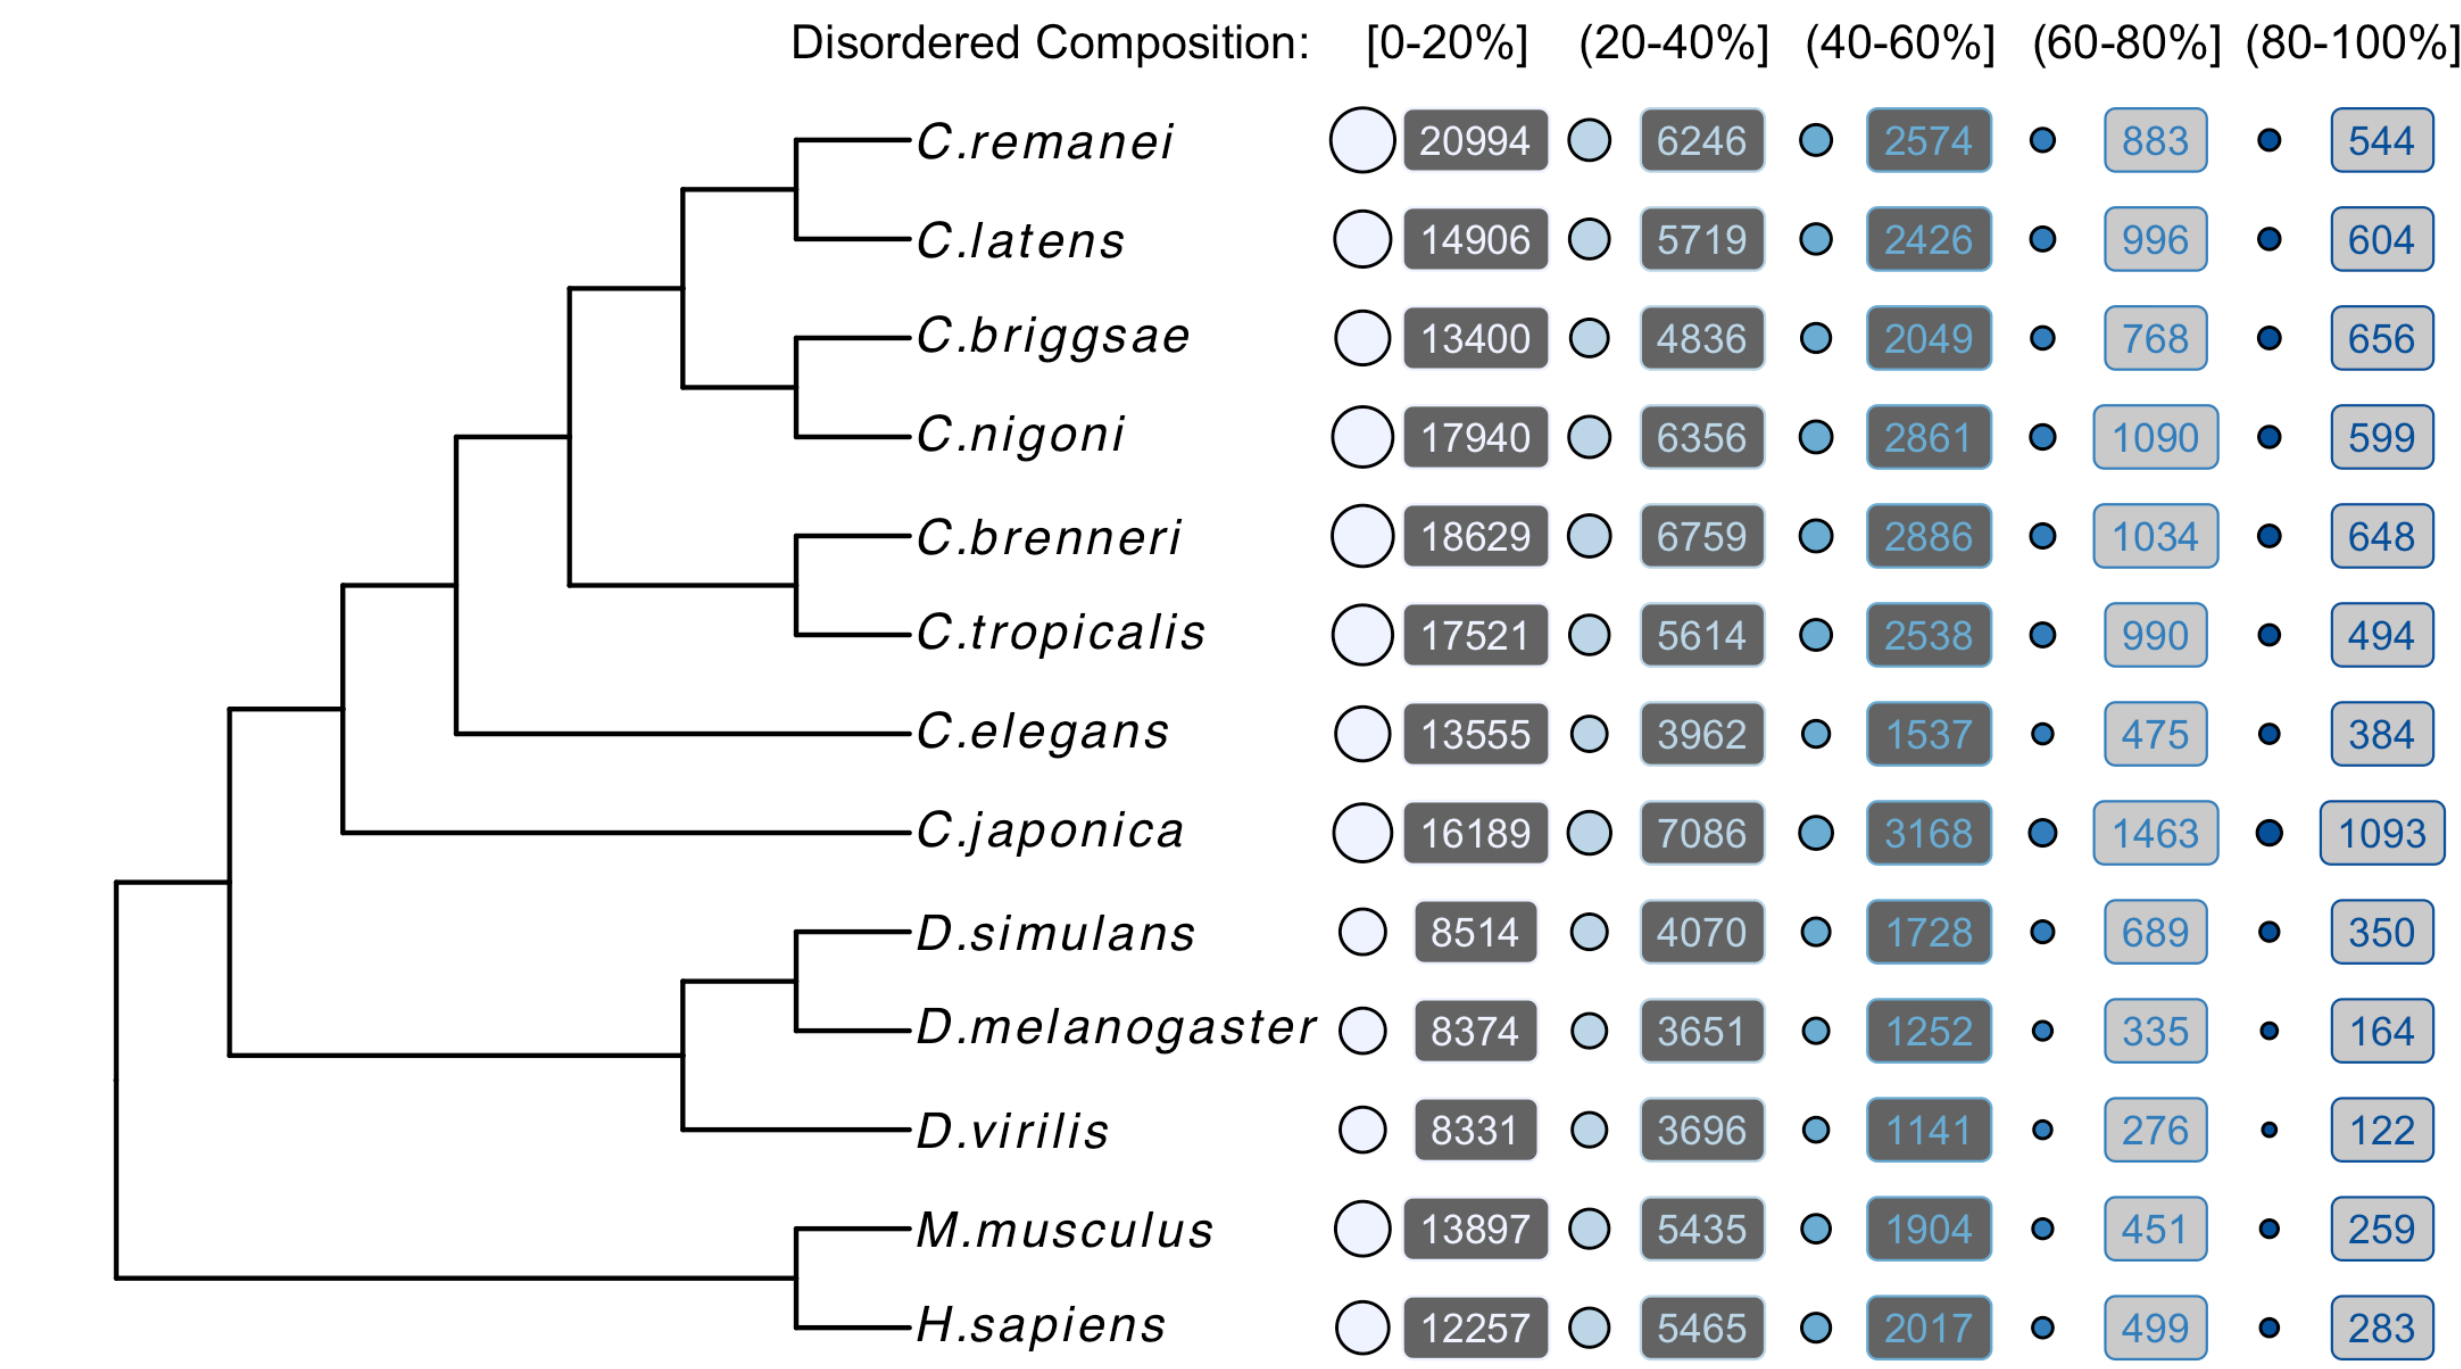 Disordered Composition: [0-20%] (20-40%] (40-60%] (60-80%] (80-100%]
C.remanei 20994 6246 2574 883 544
C.latens 14906 5719 2426 996 604
C.briggsae 13400 4836 2049 768 656
C.nigoni 17940 6356 2861 1090 599
C.brenneri 18629 6759 2886 1034 648
C.tropicalis 17521 5614 2538 990 494
C.elegans 13555 3962 1537 475 384
C.japonica 16189 7086 3168 1463 1093
D.simulans 8514 4070 1728 689 350
D.melanogaster 8374 3651 1252 335 164
D.virilis 8331 3696 1141 276 122
M.musculus 13897 5435 1904 451 259
H.sapiens 12257 5465 2017 499 283